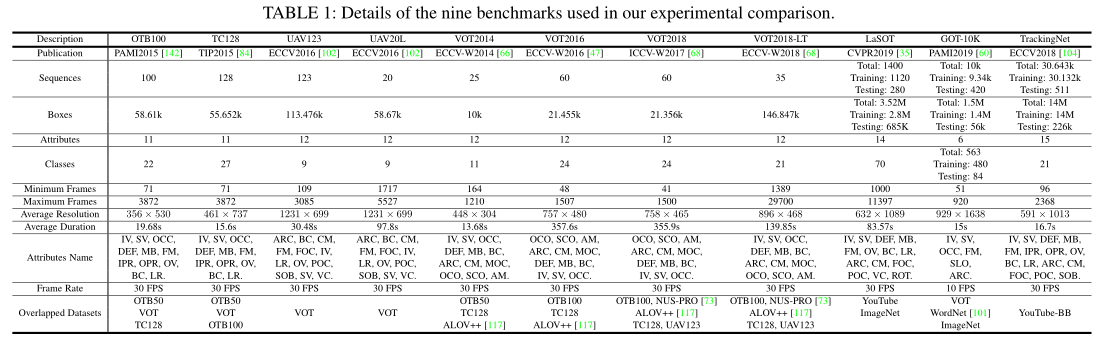 TABLE 1: Details of the nine benchmarks used in our experimental comparison.
Description OTB100 TC128 UAV123 UAV20L VOT2014 VOT2016 VOT2018 VOT2018-LT LaSOT GOT-10K TrackingNet
Publication PAMI2015 [142] TIP2015 [84] ECCV2016 [102] ECCV2016 [102] ECCV-W2014 [66] ECCV-W2016 [47] ICCV-W2017 [68] ECCV-W2018 [68] CVPR2019 [35] PAMI2019 [60] ECCV2018 [104]
Total: 1400 Total: 10k Total: 30.643k
Sequences 100 128 123 20 25 60 60 35 Training: 1120 Training: 9.34k Training: 30.132k
Testing: 280 Testing: 420 Testing: 511
Total: 3.52M Total: 1.5M Total: 14M
Boxes 58.61k 55.652k 113.476k 58.67k 10k 21.455k 21.356k 146.847k Training: 2.8M Training: 1.4M Training: 14M
Testing: 685K Testing: 56k Testing: 226k
Attributes 11 11 12 12 12 12 12 12 14 6 15
Total: 563
Classes 22 27 9 9 11 24 24 21 70 Training: 480 21
Testing: 84
Minimum Frames 71 71 109 1717 164 48 41 1389 1000 51 96
Maximum Frames 3872 3872 3085 5527 1210 1507 1500 29700 11397 920 2368
Average Resolution 356 × 530 461 × 737 1231 × 699 1231 × 699 448 × 304 757 × 480 758 × 465 896 × 468 632 × 1089 929 × 1638 591 × 1013
Average Duration 19.68s 15.6s 30.48s 97.8s 13.68s 357.6s 355.9s 139.85s 83.57s 15s 16.7s
IV, SV, OCC, IV, SV, OCC, ARC, BC, CM, ARC, BC, CM, IV, SV, OCC, OCO, SCO, AM, OCO, SCO, AM, IV, SV, OCC, IV, SV, DEF, MB, IV, SV, IV, SV, DEF, MB,
Attributes Name DEF, MB, FM, DEF, MB, FM, FM, FOC, IV, FM, FOC, IV, DEF, MB, BC, ARC, CM, MOC, ARC, CM, MOC, DEF, MB, BC, FM, OV, BC, LR, OCC, FM, FM, IPR, OPR, OV,
IPR, OPR, OV, IPR, OPR, OV, LR, OV, POC, LR, OV, POC, ARC, CM, MOC, DEF, MB, BC, DEF, MB, BC, ARC, CM, MOC, ARC, CM, FOC, SLO, BC, LR, ARC, CM,
BC, LR. BC, LR. SOB, SV, VC. SOB, SV, VC. OCO, SCO, AM. IV, SV, OCC. IV, SV, OCC. OCO, SCO, AM. POC, VC, ROT. ARC. FOC, POC, SOB.
Frame Rate 30 FPS 30 FPS 30 FPS 30 FPS 30 FPS 30 FPS 30 FPS 30 FPS 30 FPS 10 FPS 30 FPS
OTB50 OTB50 OTB50 OTB100 OTB100, NUS-PRO [73] OTB100, NUS-PRO [73] YouTube VOT
Overlapped Datasets VOT VOT VOT VOT TC128 TC128 ALOV++ [117] ALOV++ [117] ImageNet WordNet [101] YouTube-BB
TC128 OTB100 ALOV++ [117] ALOV++ [117] TC128, UAV123 TC128, UAV123 ImageNet